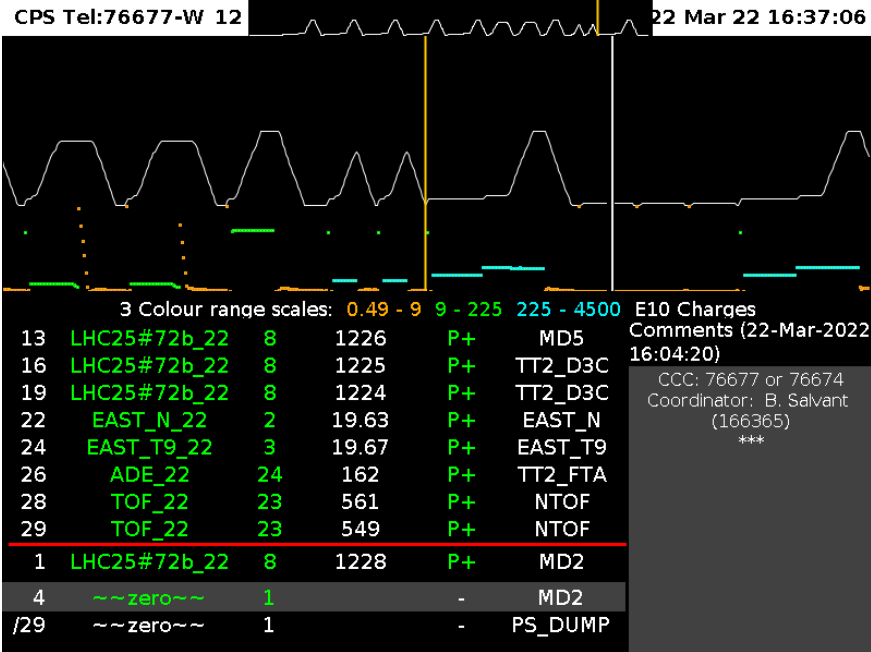 CPS Tel:76677-W 12 22 Mar 22 16:37:06
3 Colour range scales: 0.49 - 9 9 - 225 225 - 4500 E10 Charges
Comments (22-Mar-2022
16:04:20)
CCC: 76677 or 76674
Coordinator: B. Salvant
(166365)
***
13 LHC25#72b_22 8 1226 P+ MD5
16 LHC25#72b_22 8 1225 P+ TT2_D3C
19 LHC25#72b_22 8 1224 P+ TT2_D3C
22 EAST_N_22 2 19.63 P+ EAST_N
24 EAST_T9_22 3 19.67 P+ EAST_T9
26 ADE_22 24 162 P+ TT2_FTA
28 TOF_22 23 561 P+ NTOF
29 TOF_22 23 549 P+ NTOF
1 LHC25#72b_22 8 1228 P+ MD2
4 ~~zero~~ 1 - MD2
/29 ~~zero~~ 1 - PS_DUMP